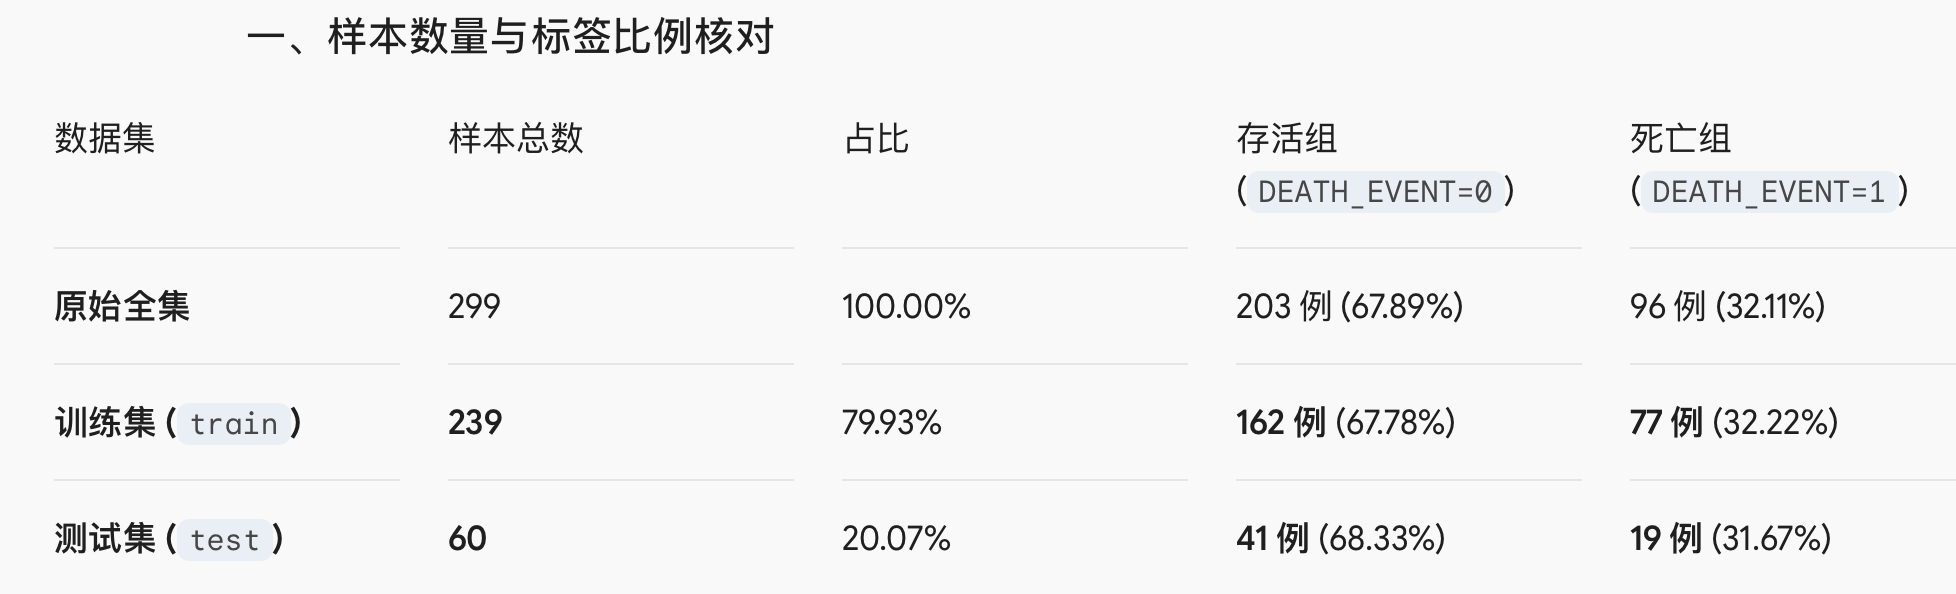 一、样本数量与标签比例核对
数据集 样本总数 占比 存活组 死亡组
(DEATH_EVENT=0) (DEATH_EVENT=1)
原始全集 299 100.00% 203 例 (67.89%) 96 例 (32.11%)
训练集 (train) 239 79.93% 162 例 (67.78%) 77 例 (32.22%)
测试集 (test) 60 20.07% 41 例 (68.33%) 19 例 (31.67%)